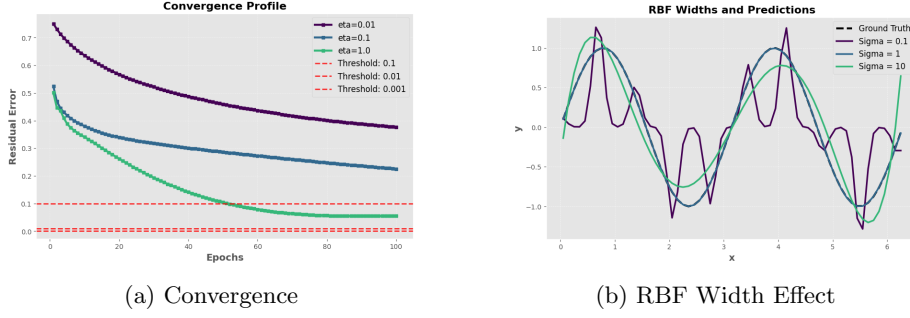 Convergence Profile
eta=0.01
eta=0.1
eta=1.0
Threshold: 0.1
Threshold: 0.01
Threshold: 0.001
Residual Error
0.7
0.6
0.5
0.4
0.3
0.2
0.1
0.0
0 20 40 60 80 100
Epochs
(a) Convergence
RBF Widths and Predictions
Ground Truth
Sigma = 0.1
Sigma = 1
Sigma = 10
y
1.0
0.5
0.0
−0.5
−1.0
0 1 2 3 4 5 6
x
(b) RBF Width Effect